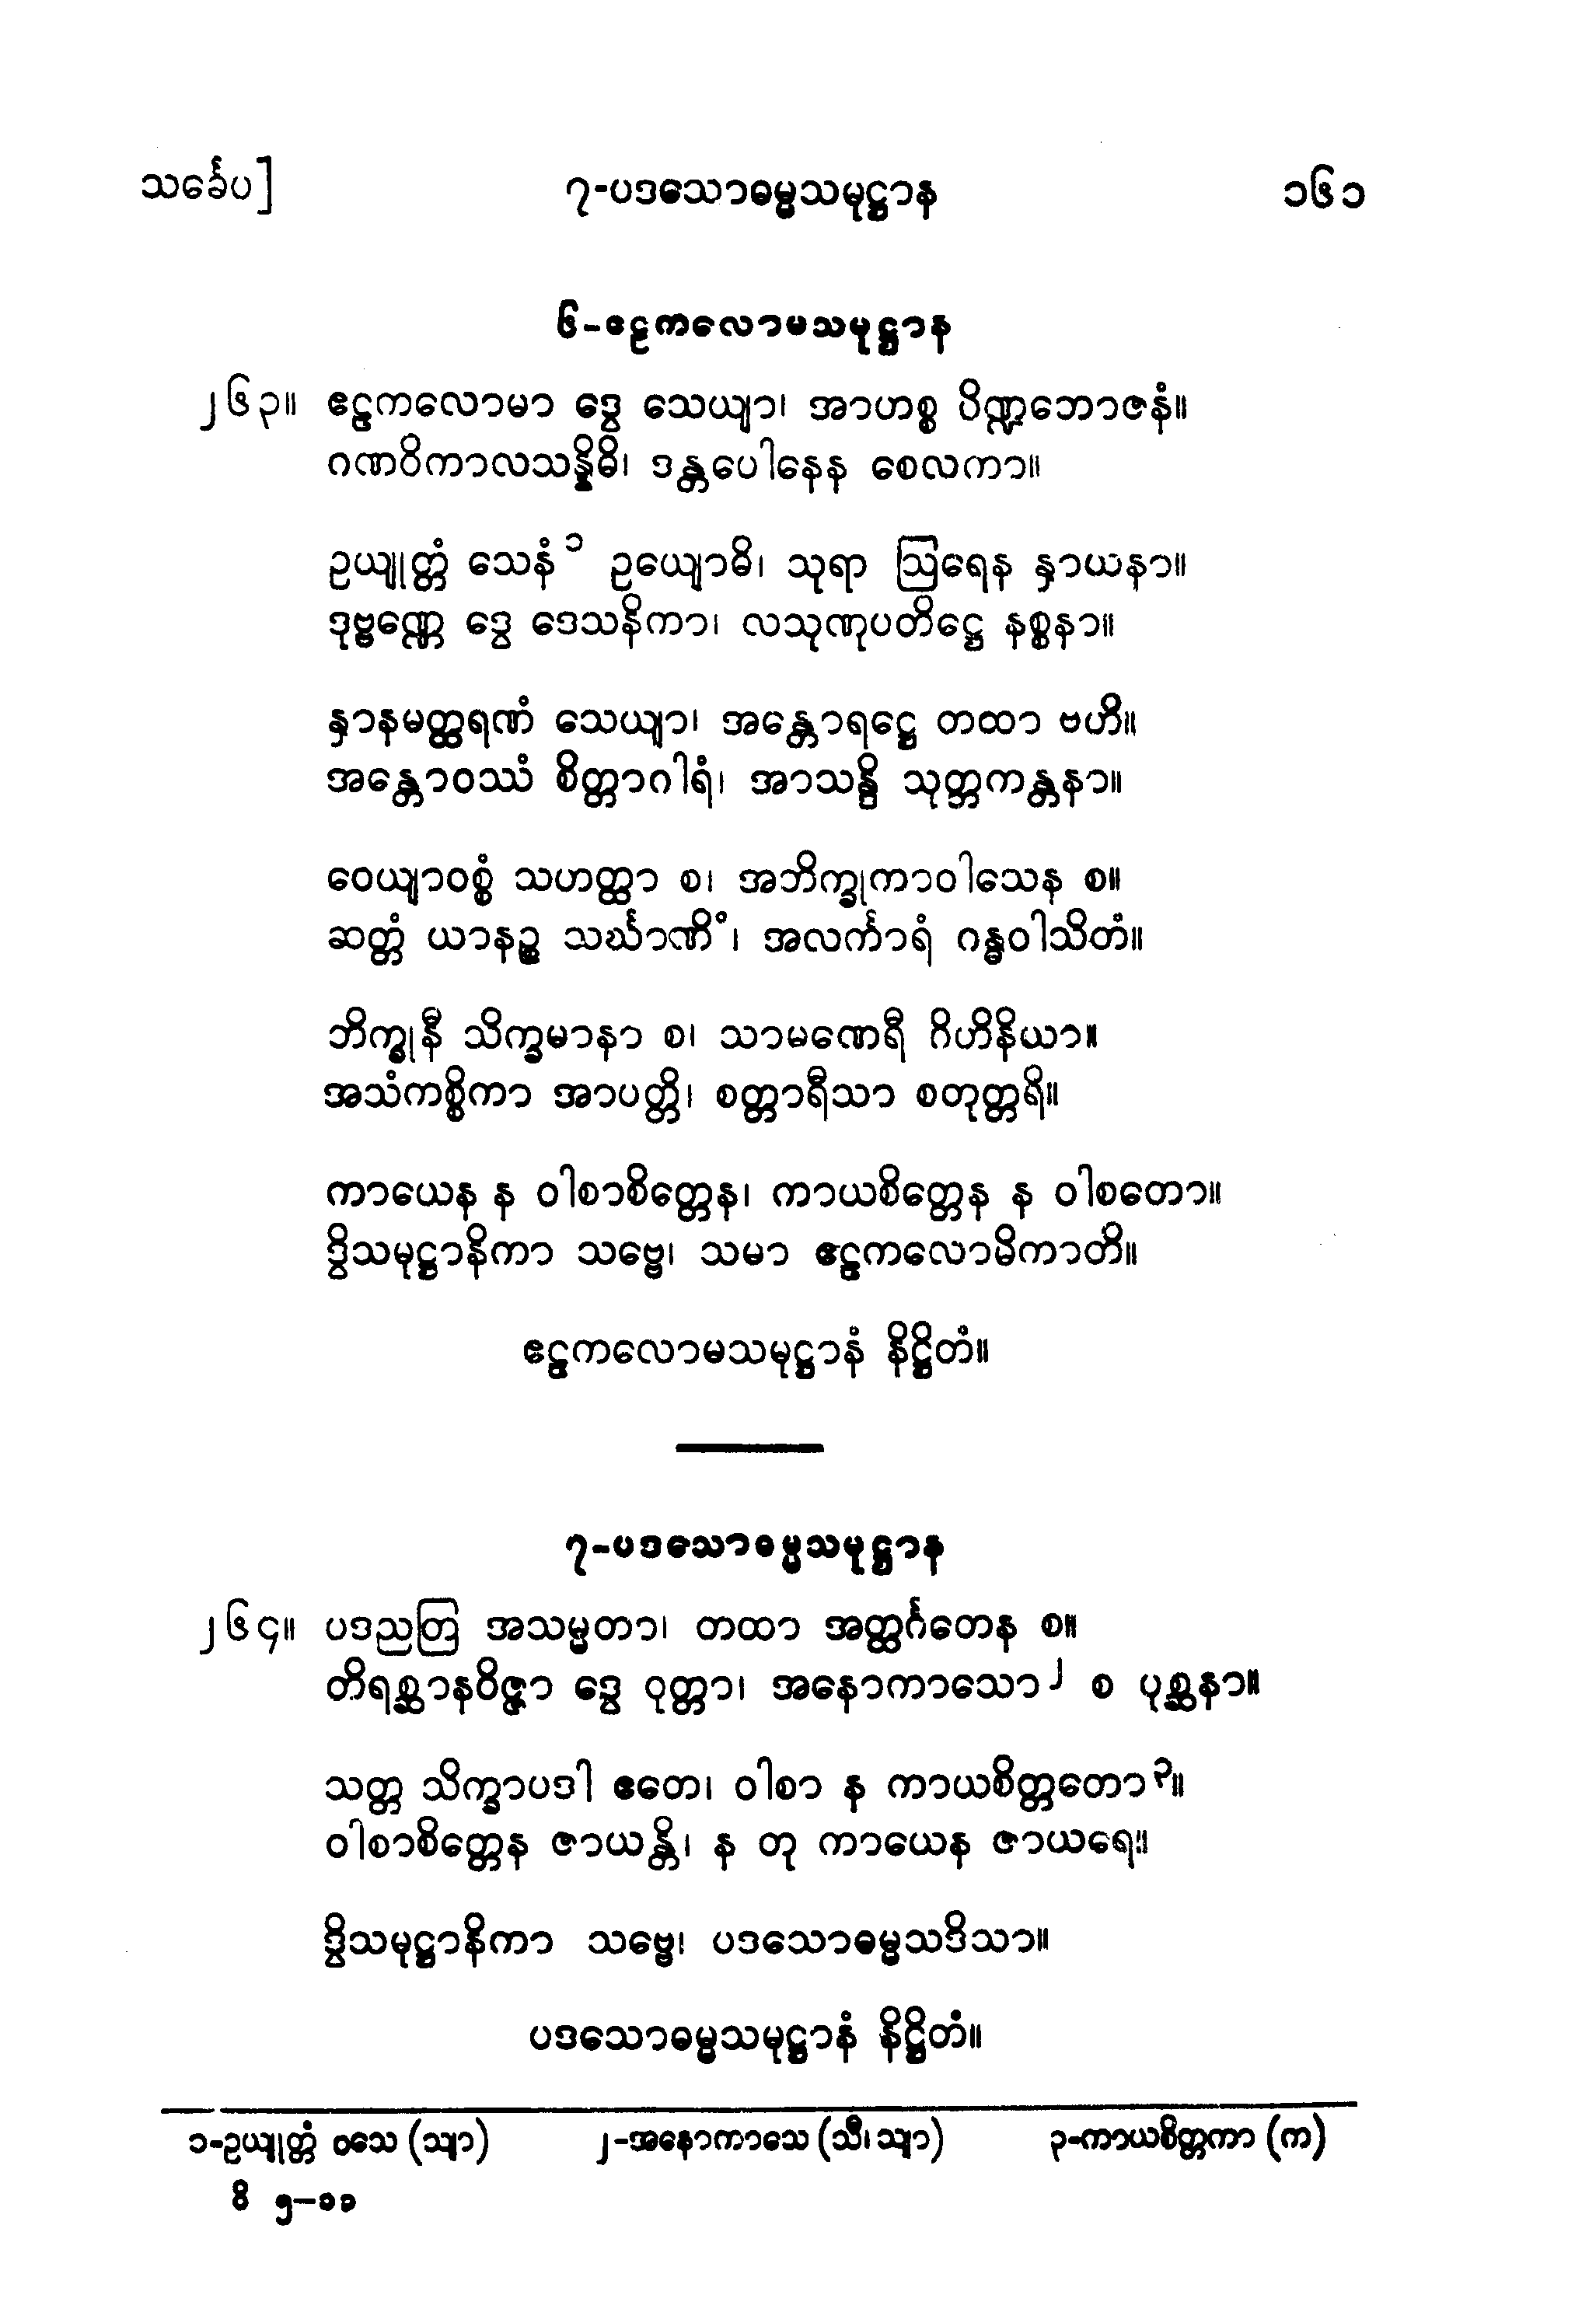 သင်္ခေပ]
၇-ပဒသောဓမ္မသမုဋ္ဌာန
၁၆၁
၆-ဧဠကလောမသမုဋ္ဌာန
၂၆၃။ ဧဠကလောမာ ဒွေ သေယျာ၊ အာဟစ္စ ပိဏ္ဍဘောဇနံ။
ဂဏဝိကာလသန္နိဓိ၊ ဒန္တပေါနေန စေလကာ။
ဥယျုတ္တံ သေနံ၁ ဥယျောဓိ၊ သုရာ ဩရေန နှာယနာ။
ဒုဗ္ဗဏ္ဏေ ဒွေ ဒေသနိကာ၊ လသုဏုပတိဋ္ဌေ နစ္စနာ။
နှာနမတ္ထရဏံ သေယျာ၊ အန္တောရဋ္ဌေ တထာ ဗဟိ။
အန္တောဝဿံ စိတ္တာဂါရံ၊ အာသန္ဒိ သုတ္တကန္တနာ။
ဝေယျာဝစ္စံ သဟတ္ထာ စ၊ အဘိက္ခုကာဝါသေန စ။
ဆတ္တံ ယာနဉ္စ သင်္ဃာဏိံ၊ အလင်္ကာရံ ဂန္ဓဝါသိတံ။
ဘိက္ခုနီ သိက္ခမာနာ စ၊ သာမဏေရီ ဂိဟိနိယာ။
အသံကစ္စိကာ အာပတ္တိ၊ စတ္တာရီသာ စတုတ္တရိ။
ကာယေန န ဝါစာစိတ္တေန၊ ကာယစိတ္တေန န ဝါစတော။
ဒွိသမုဋ္ဌာနိကာ သဗ္ဗေ၊ သမာ ဧဠကလောမိကာတိ။
ဧဠကလောမသမုဋ္ဌာနံ နိဋ္ဌိတံ။
၇-ပဒသောဓမ္မသမုဋ္ဌာန
၂၆၄။ ပဒညတြ အသမ္မတာ၊ တထာ အတ္ထင်္ဂတေန စ။
တိရစ္ဆာနဝိဇ္ဇာ ဒွေ ဝုတ္တာ၊ အနောကာသော၂ စ ပုစ္ဆနာ။
သတ္တ သိက္ခာပဒါ ဧတေ၊ ဝါစာ န ကာယစိတ္တတော၃။
ဝါစာစိတ္တေန ဇာယန္တိ၊ န တု ကာယေန ဇာယရေ။
ဒွိသမုဋ္ဌာနိကာ သဗ္ဗေ၊ ပဒသောဓမ္မသဒိသာ။
ပဒသောဓမ္မသမုဋ္ဌာနံ နိဋ္ဌိတံ။
၁-ဥယျုတ္တံ ဝသေ (သျာ) ၂-အနောကာသေ (သီ၊ သျာ) ၃-ကာယစိတ္တကာ (က)
ဝိ ၅-၁၁